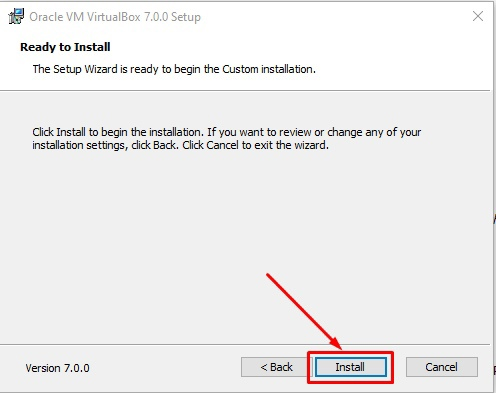 Oracle VM VirtualBox 7.0.0 Setup
Ready to Install
The Setup Wizard is ready to begin the Custom installation.
Click Install to begin the installation. If you want to review or change any of your
installation settings, click Back. Click Cancel to exit the wizard.
Version 7.0.0
< Back
Install
Cancel